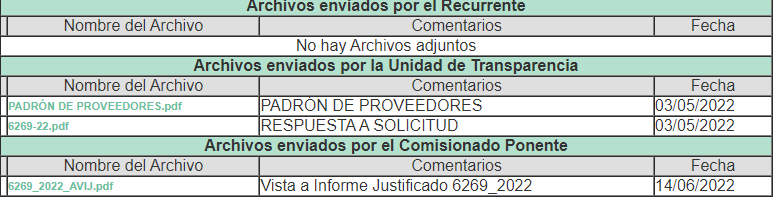 Archivos enviados por el Recurrente
Nombre del Archivo Comentarios Fecha
No hay Archivos adjuntos
Archivos enviados por la Unidad de Transparencia
Nombre del Archivo Comentarios Fecha
PADRÓN DE PROVEEDORES.pdf PADRÓN DE PROVEEDORES 03/05/2022
6269-22.pdf RESPUESTA A SOLICITUD 03/05/2022
Archivos enviados por el Comisionado Ponente
Nombre del Archivo Comentarios Fecha
6269_2022_AVIJ.pdf Vista a Informe Justificado 6269_2022 14/06/2022